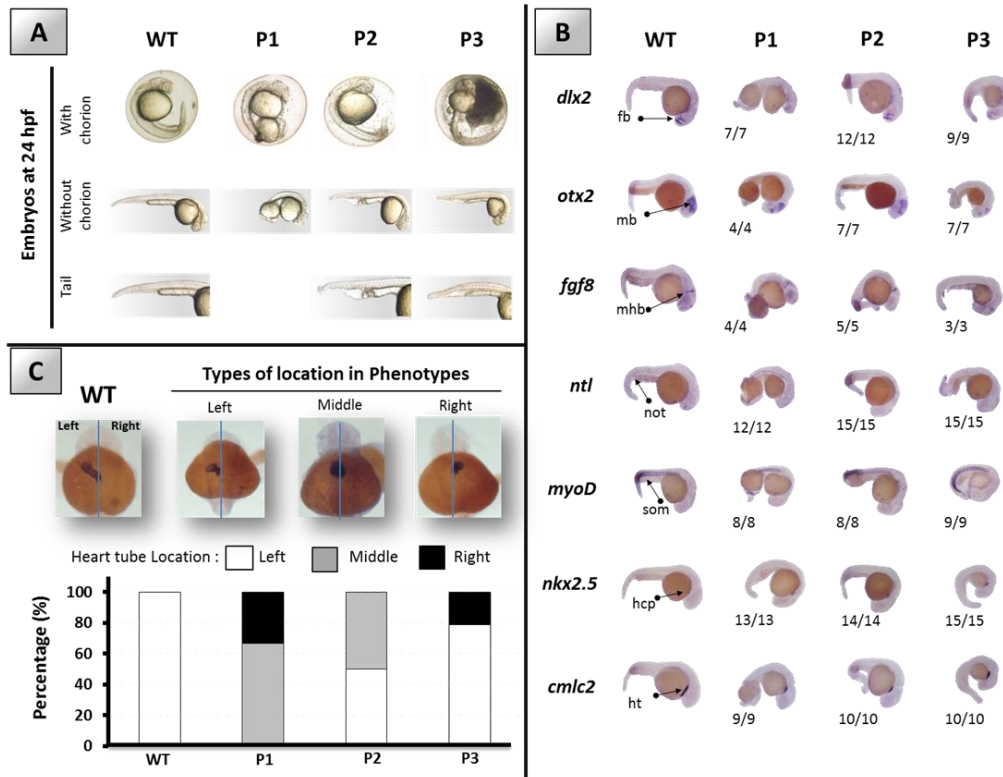 A
WT P1 P2 P3
Embryos at 24 hpf
With
chorion
Without
chorion
Tail
C
Types of location in Phenotypes
WT
Left Middle Right
Left Right
Heart tube Location : Left Middle Right
Percentage (%)
100
80
60
40
20
0
WT P1 P2 P3
B
WT P1 P2 P3
dlx2
fb
7/7 12/12 9/9
otx2
mb
4/4 7/7 7/7
fgf8
mhb
4/4 5/5 3/3
ntl
not
12/12 15/15 15/15
myoD
som
8/8 8/8 9/9
nkx2.5
hcp
13/13 14/14 15/15
cmlc2
ht
9/9 10/10 10/10